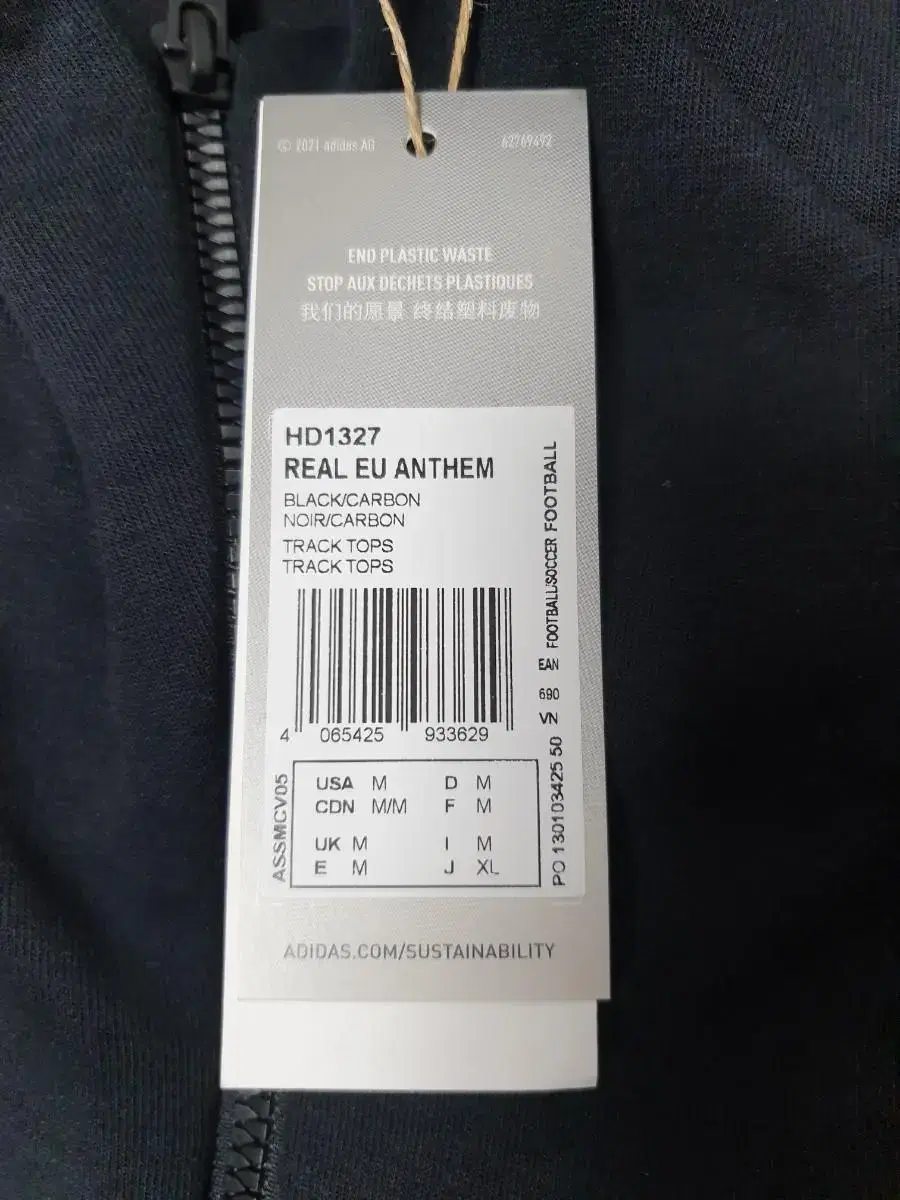 © 2021 adidas AG
62769492
END PLASTIC WASTE
STOP AUX DECHETS PLASTIQUES
我们的愿景 终结塑料废物
HD1327
REAL EU ANTHEM
BLACK/CARBON
NOIR/CARBON
TRACK TOPS
TRACK TOPS
4 065425 933629
FOOTBALL/SOCCER FOOTBALL
EAN
690
VN
PO 130103425 50
ASSMCV05
USA M D M
CDN M/M F M
UK M I M
E M J XL
ADIDAS.COM/SUSTAINABILITY